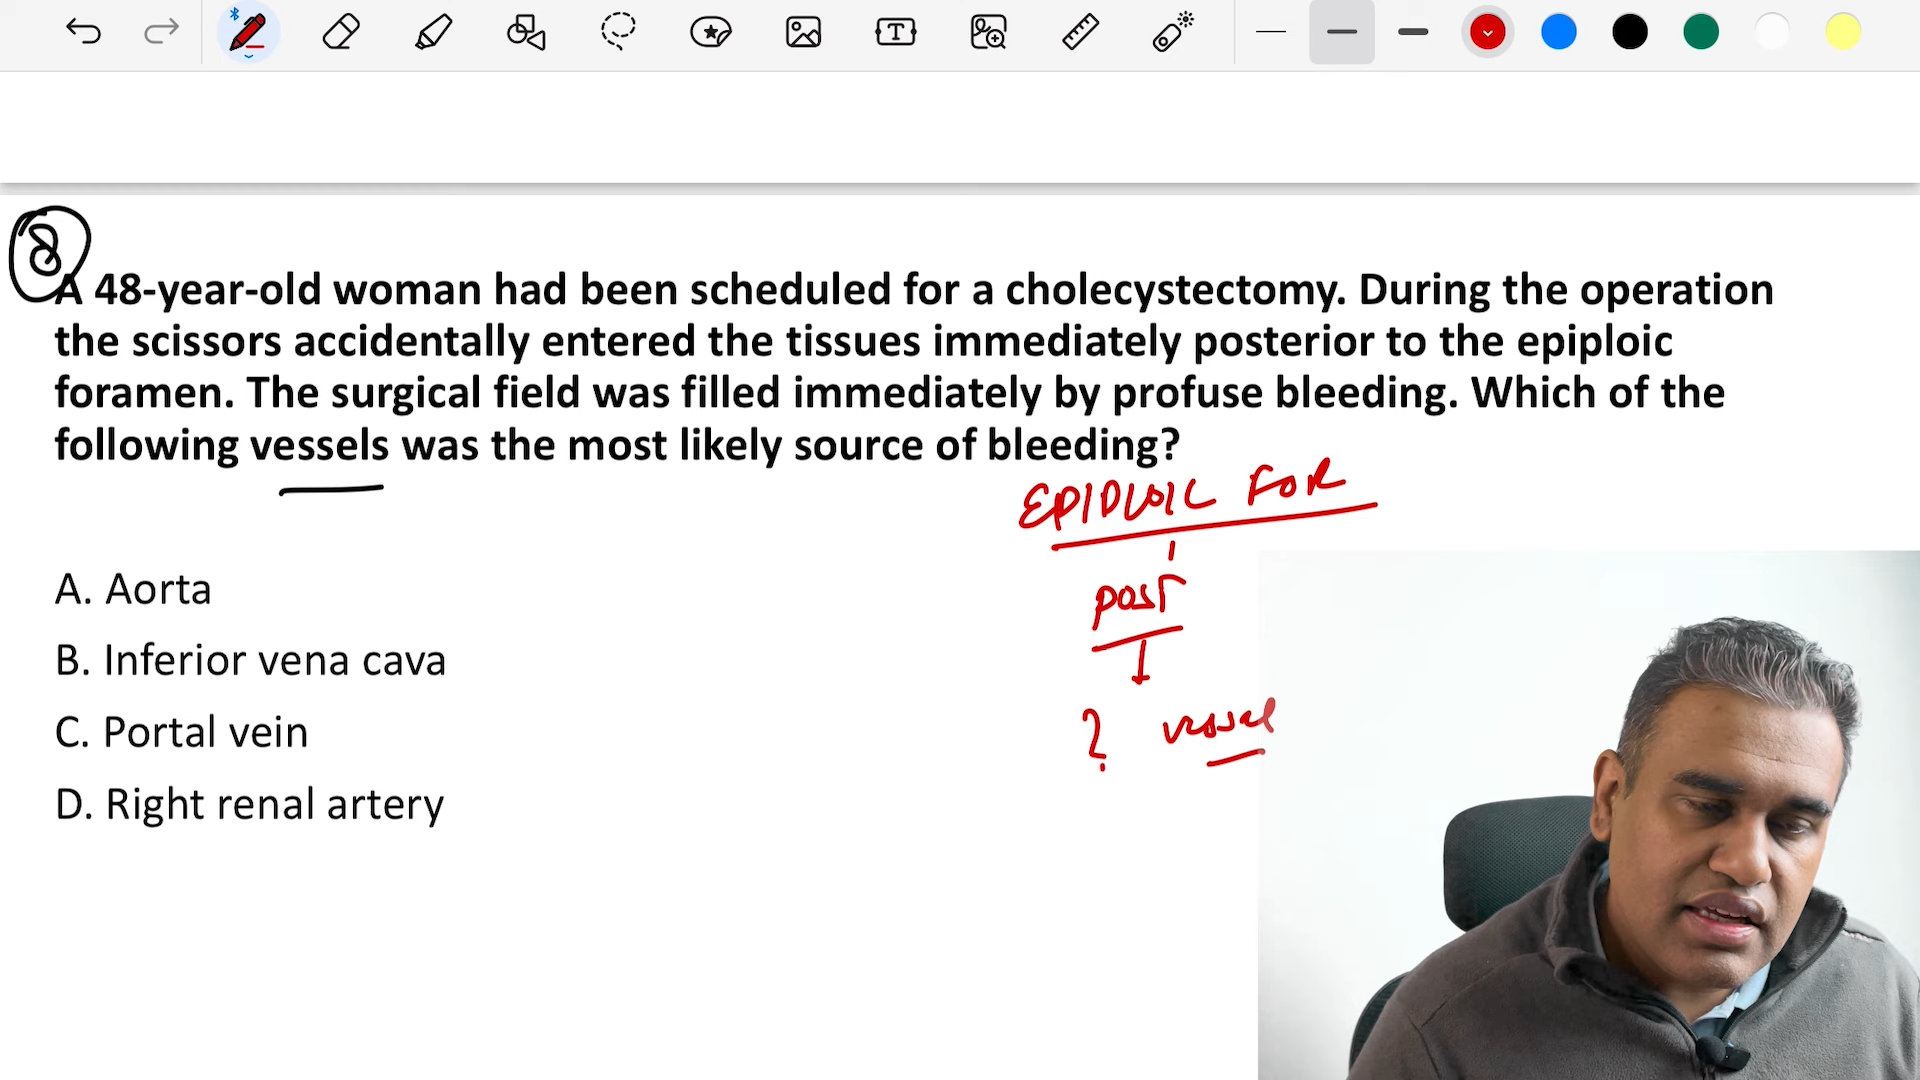 8
A 48-year-old woman had been scheduled for a cholecystectomy. During the operation
the scissors accidentally entered the tissues immediately posterior to the epiploic
foramen. The surgical field was filled immediately by profuse bleeding. Which of the
following vessels was the most likely source of bleeding?
EPIPLOIC FOR
A. Aorta
post
B. Inferior vena cava
C. Portal vein
? vessel
D. Right renal artery